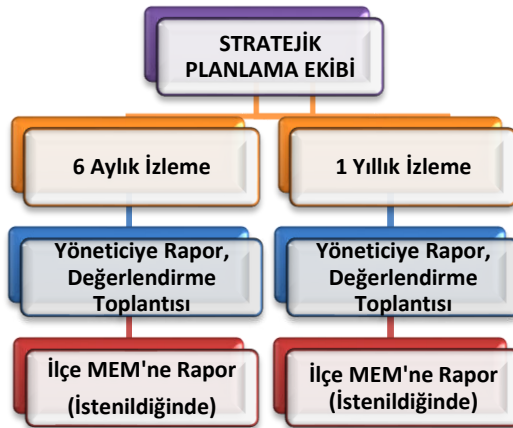 STRATEJİK
PLANLAMA EKİBİ
6 Aylık İzleme
1 Yıllık İzleme
Yöneticiye Rapor,
Değerlendirme
Toplantısı
Yöneticiye Rapor,
Değerlendirme
Toplantısı
İlçe MEM'ne Rapor
(İstenildiğinde)
İlçe MEM'ne Rapor
(İstenildiğinde)